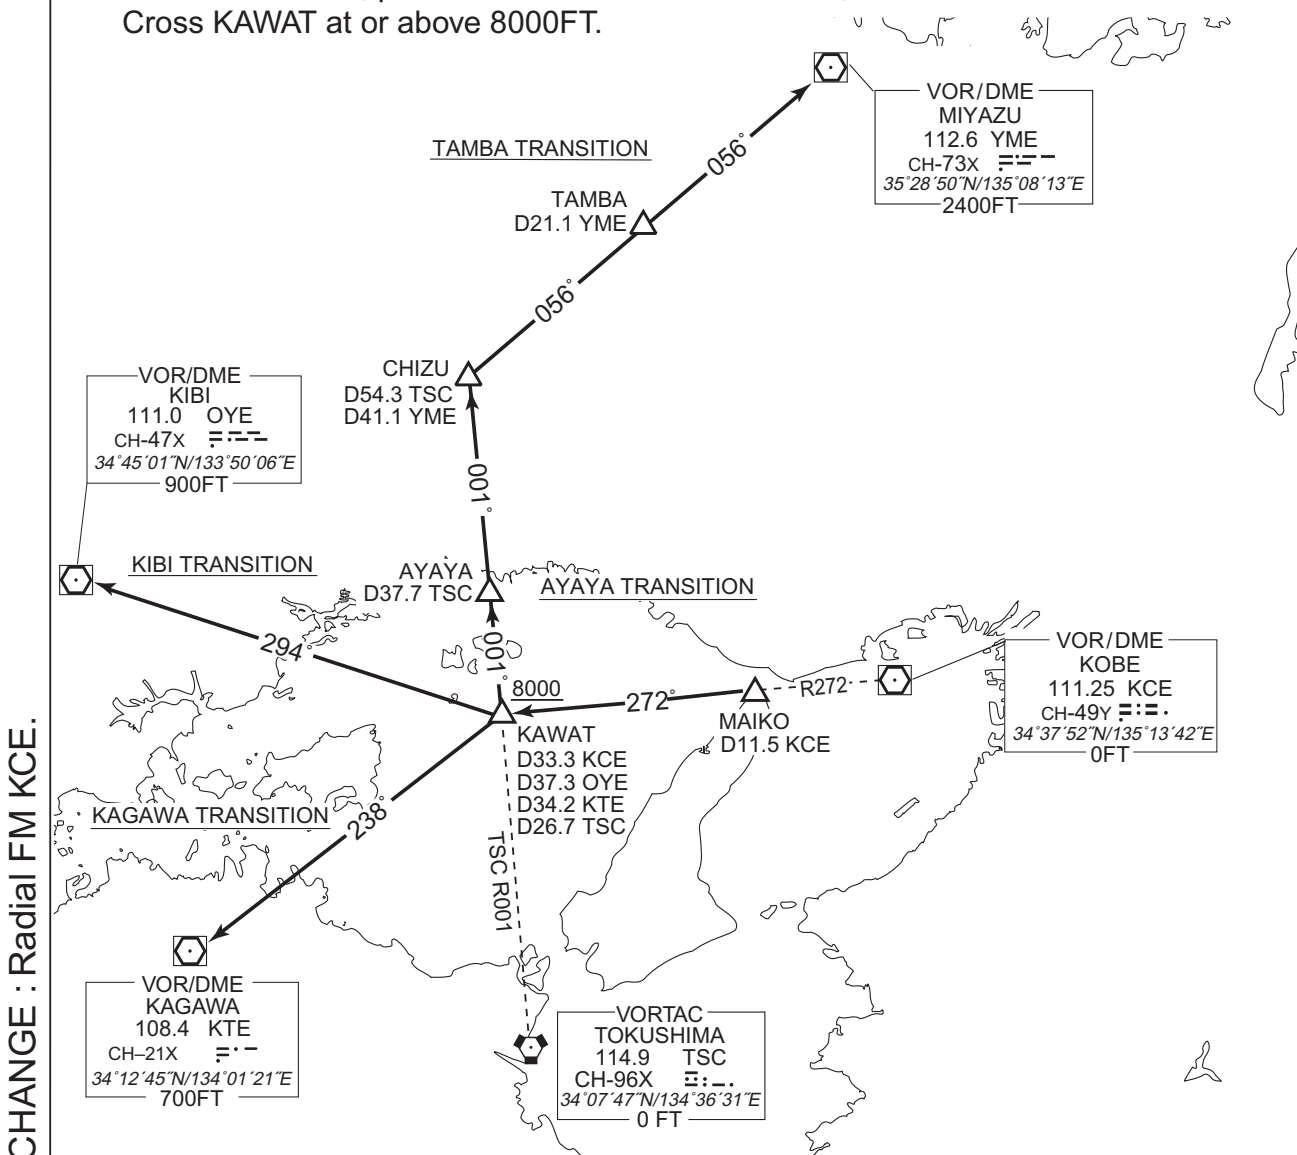 Cross KAWAT at or above 8000FT.
VOR/DME
MIYAZU
112.6 YME
CH-73X
35°28´50˝N/135°08´13˝E
2400FT
TAMBA TRANSITION
056°
TAMBA
D21.1 YME
056°
CHIZU
D54.3 TSC
D41.1 YME
VOR/DME
KIBI
111.0 OYE
CH-47X
34°45´01˝N/133°50´06˝E
900FT
001°
KIBI TRANSITION
AYAYA
D37.7 TSC
AYAYA TRANSITION
294°
001°
8000
272°
R272
VOR/DME
KOBE
111.25 KCE
CH-49Y
34°37´52˝N/135°13´42˝E
0FT
MAIKO
D11.5 KCE
KAWAT
D33.3 KCE
D37.3 OYE
D34.2 KTE
D26.7 TSC
KAGAWA TRANSITION
238°
TSC R001
VOR/DME
KAGAWA
108.4 KTE
CH–21X
34°12´45˝N/134°01´21˝E
700FT
VORTAC
TOKUSHIMA
114.9 TSC
CH-96X
34°07´47˝N/134°36´31˝E
0 FT
CHANGE : Radial FM KCE.